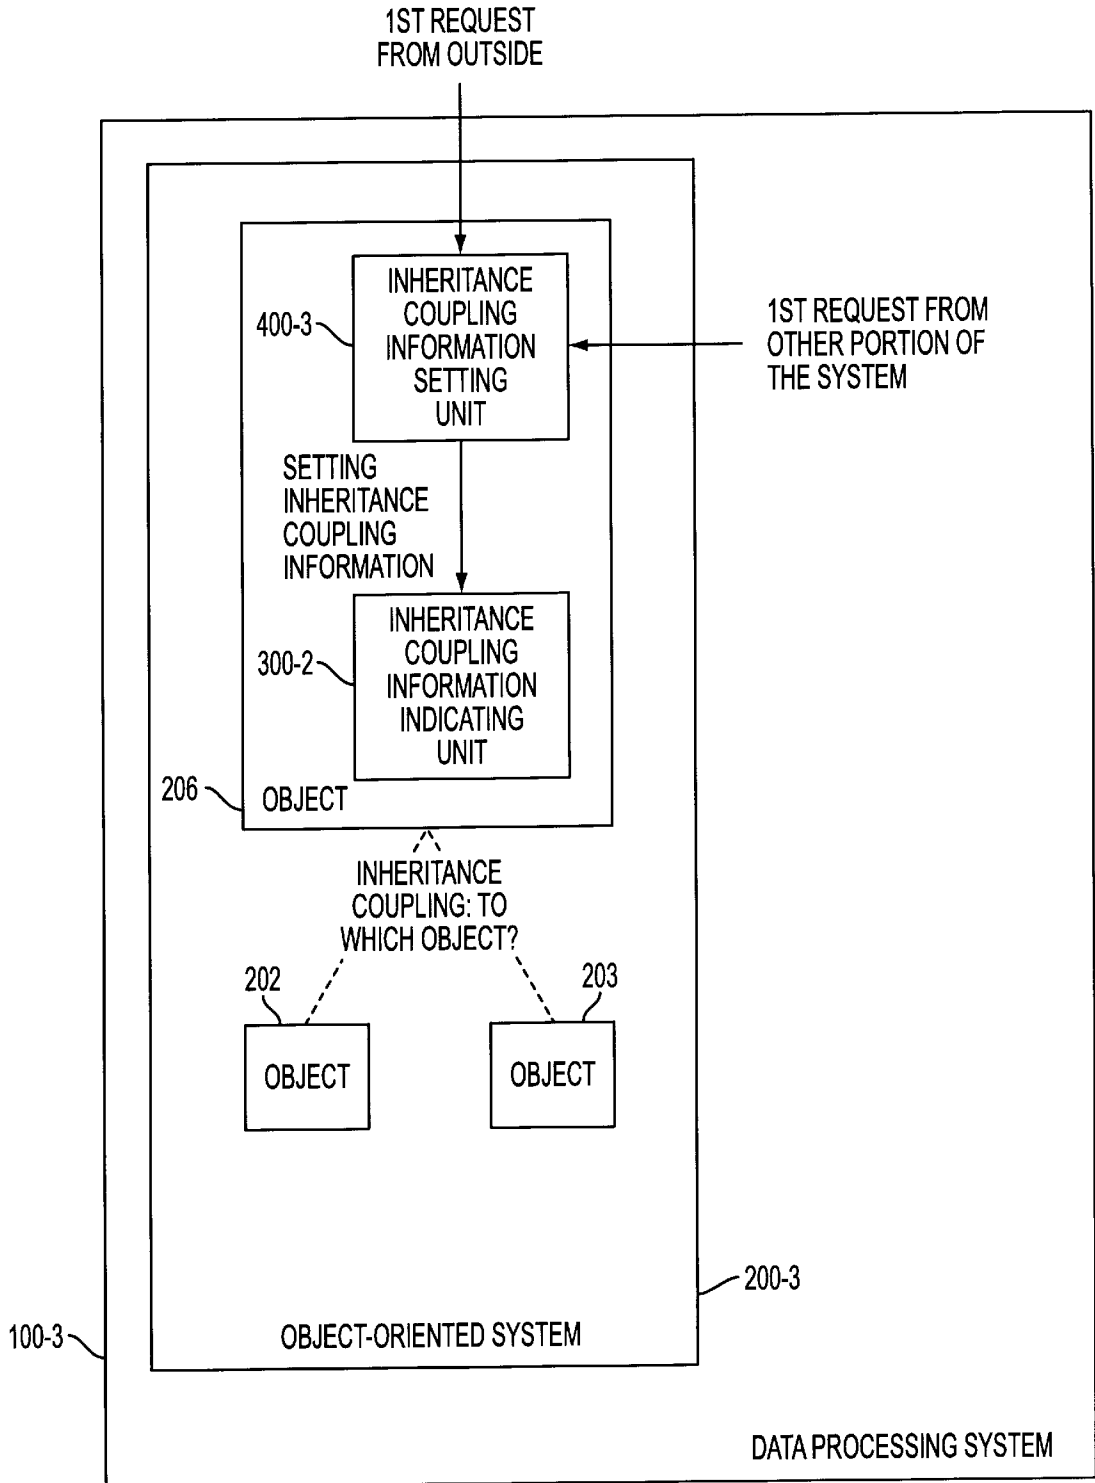 1ST REQUEST
FROM OUTSIDE
INHERITANCE
COUPLING
INFORMATION
SETTING
UNIT
400-3
1ST REQUEST FROM
OTHER PORTION OF
THE SYSTEM
SETTING
INHERITANCE
COUPLING
INFORMATION
INHERITANCE
COUPLING
INFORMATION
INDICATING
UNIT
300-2
206
OBJECT
INHERITANCE
COUPLING: TO
WHICH OBJECT?
202
203
OBJECT
OBJECT
200-3
100-3
OBJECT-ORIENTED SYSTEM
DATA PROCESSING SYSTEM